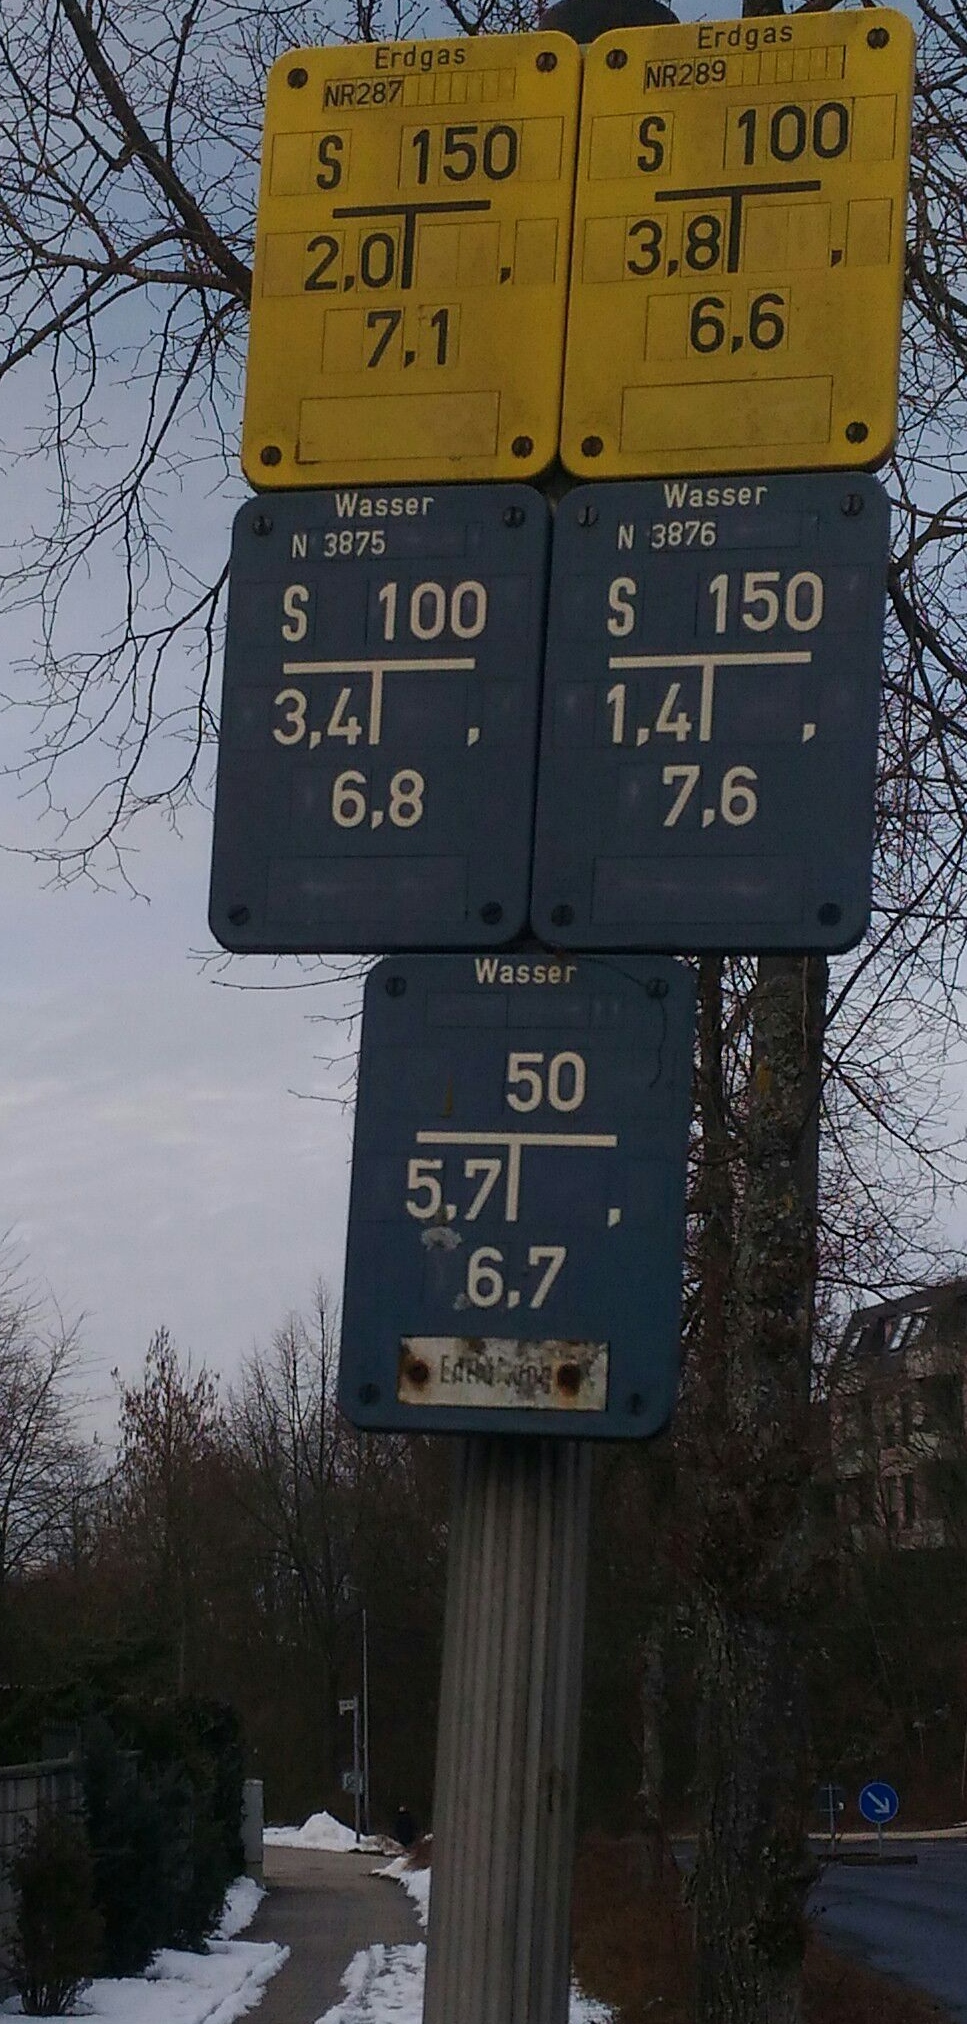 Erdgas
NR287
S 150
2,0 ,
7,1
Erdgas
NR289
S 100
3,8 ,
6,6
Wasser
N 3875
S 100
3,4 ,
6,8
Wasser
N 3876
S 150
1,4 ,
7,6
Wasser
50
5,7 ,
6,7